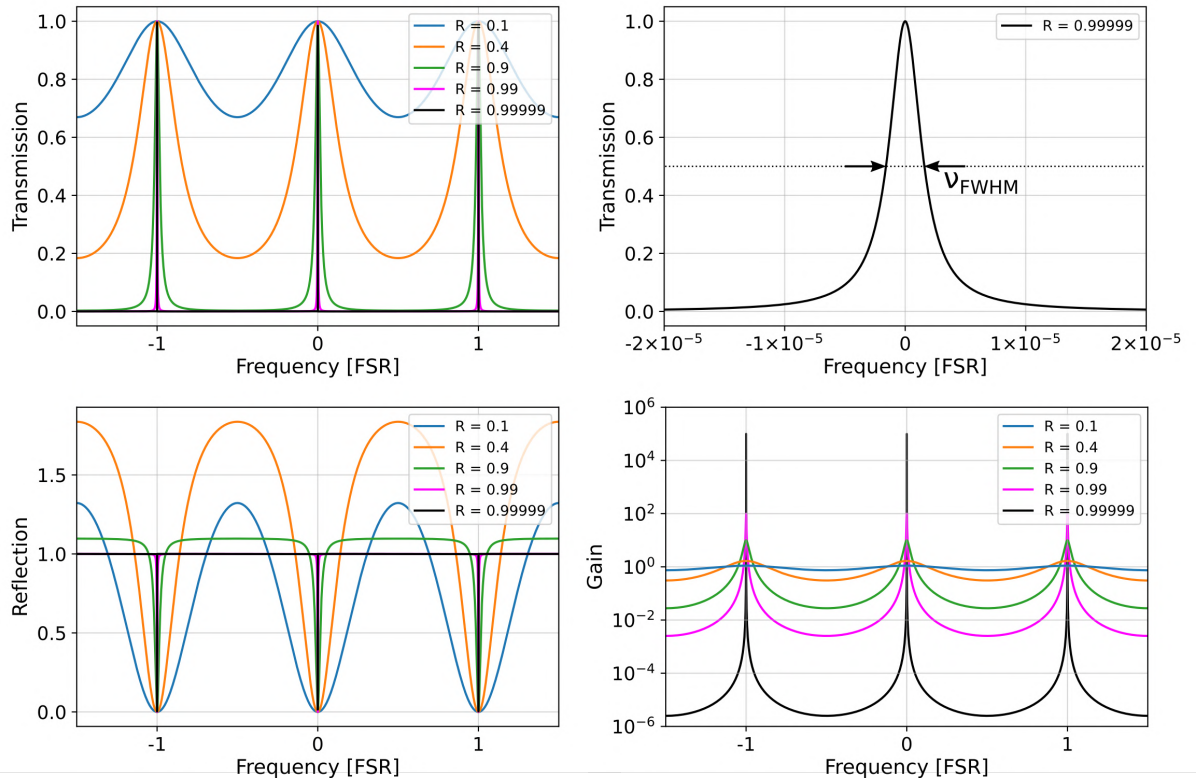 1.0
0.8
0.6
0.4
0.2
0.0
Transmission
-1
0
1
Frequency [FSR]
R = 0.1
R = 0.4
R = 0.9
R = 0.99
R = 0.99999
1.0
0.8
0.6
0.4
0.2
0.0
Transmission
-2×10⁻⁵
-1×10⁻⁵
0
1×10⁻⁵
2×10⁻⁵
Frequency [FSR]
R = 0.99999
νFWHM
1.5
1.0
0.5
0.0
Reflection
-1
0
1
Frequency [FSR]
R = 0.1
R = 0.4
R = 0.9
R = 0.99
R = 0.99999
10⁶
10⁴
10²
10⁰
10⁻²
10⁻⁴
10⁻⁶
Gain
-1
0
1
Frequency [FSR]
R = 0.1
R = 0.4
R = 0.9
R = 0.99
R = 0.99999